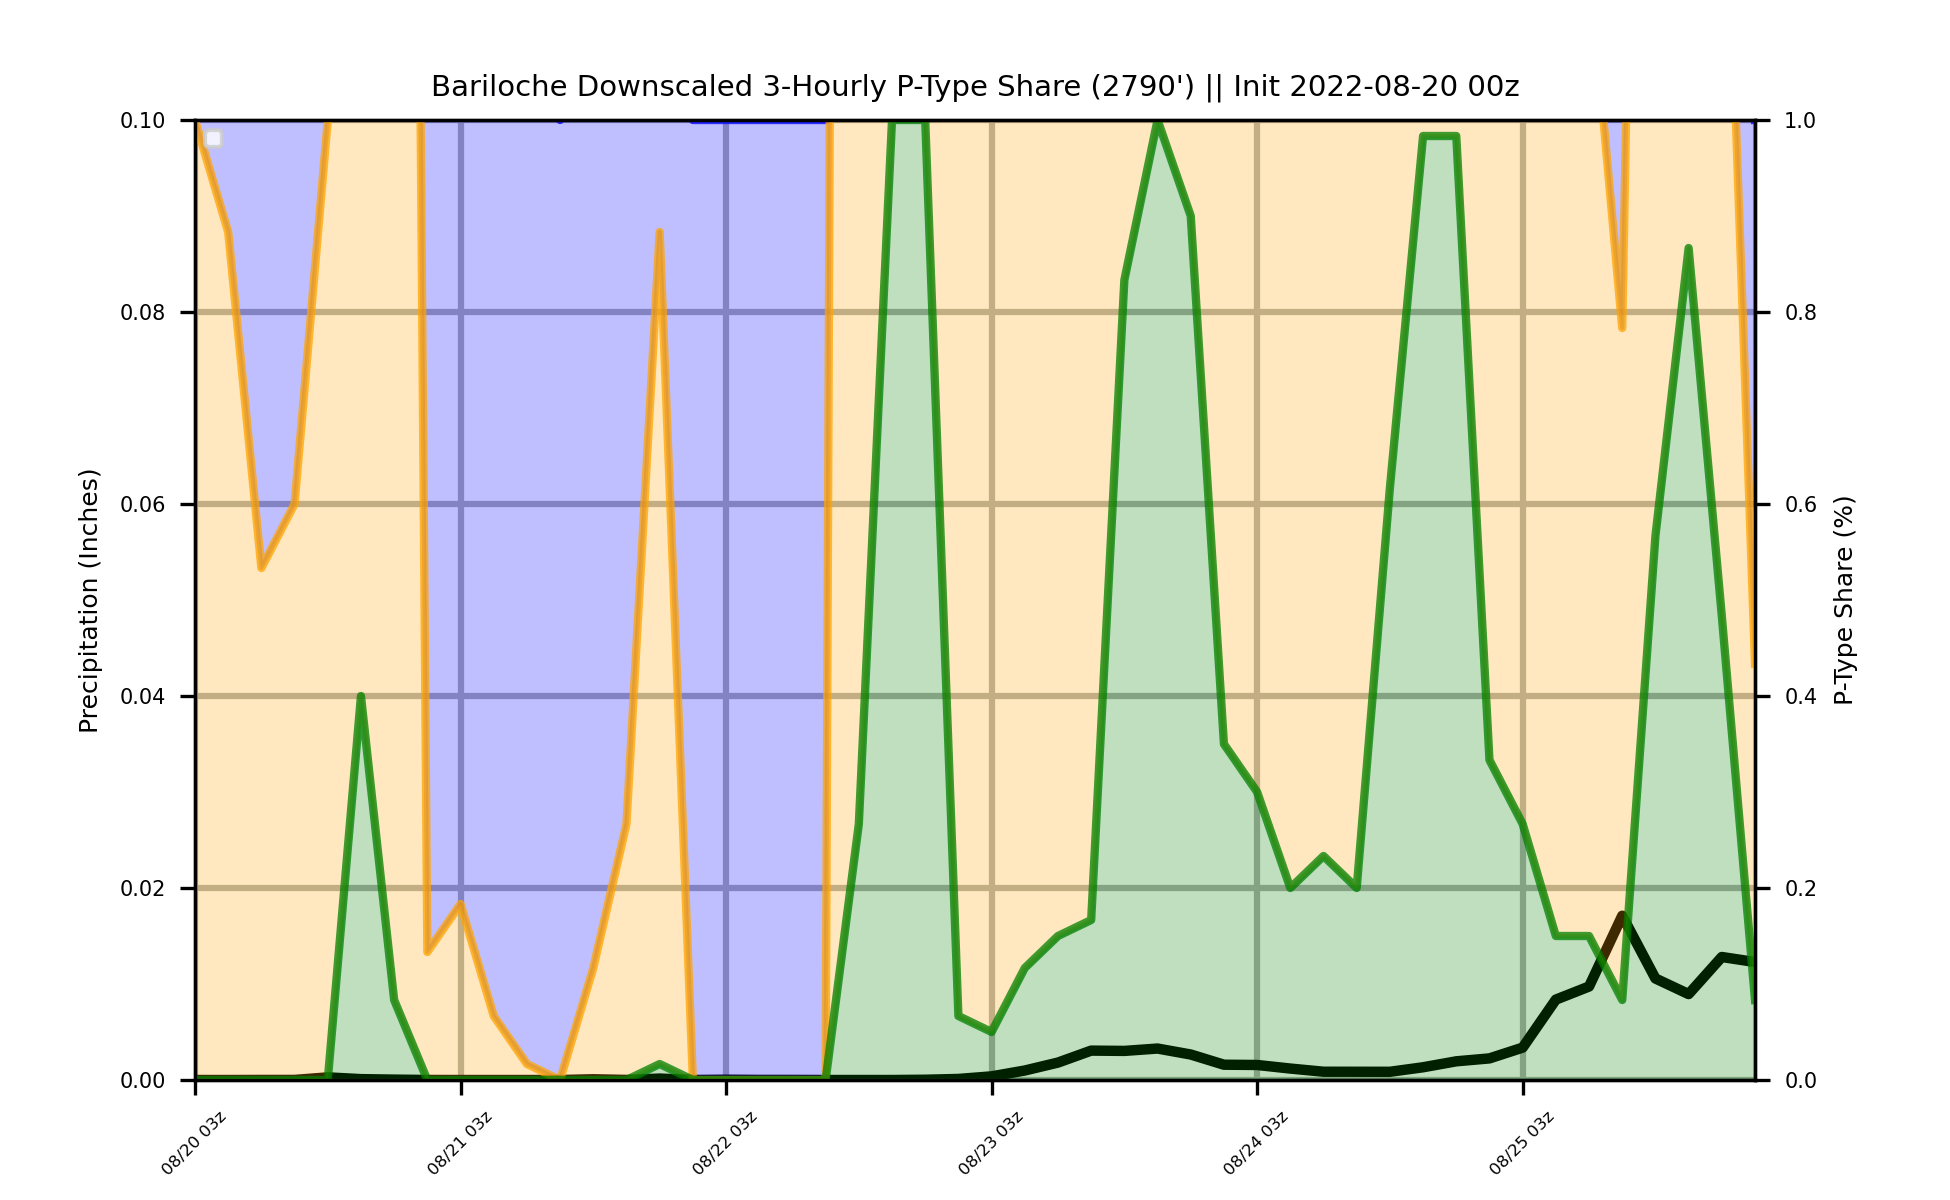 Bariloche Downscaled 3-Hourly P-Type Share (2790') || Init 2022-08-20 00z
Precipitation (Inches)
0.10
0.08
0.06
0.04
0.02
0.00
1.0
0.8
0.6
0.4
0.2
0.0
P-Type Share (%)
08/20 03z
08/21 03z
08/22 03z
08/23 03z
08/24 03z
08/25 03z